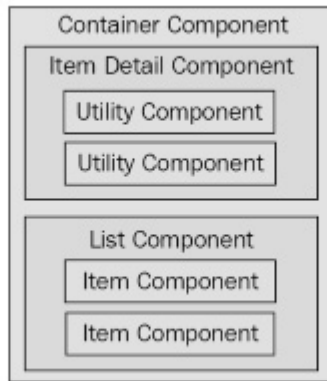 Container Component
Item Detail Component
Utility Component
Utility Component
List Component
Item Component
Item Component